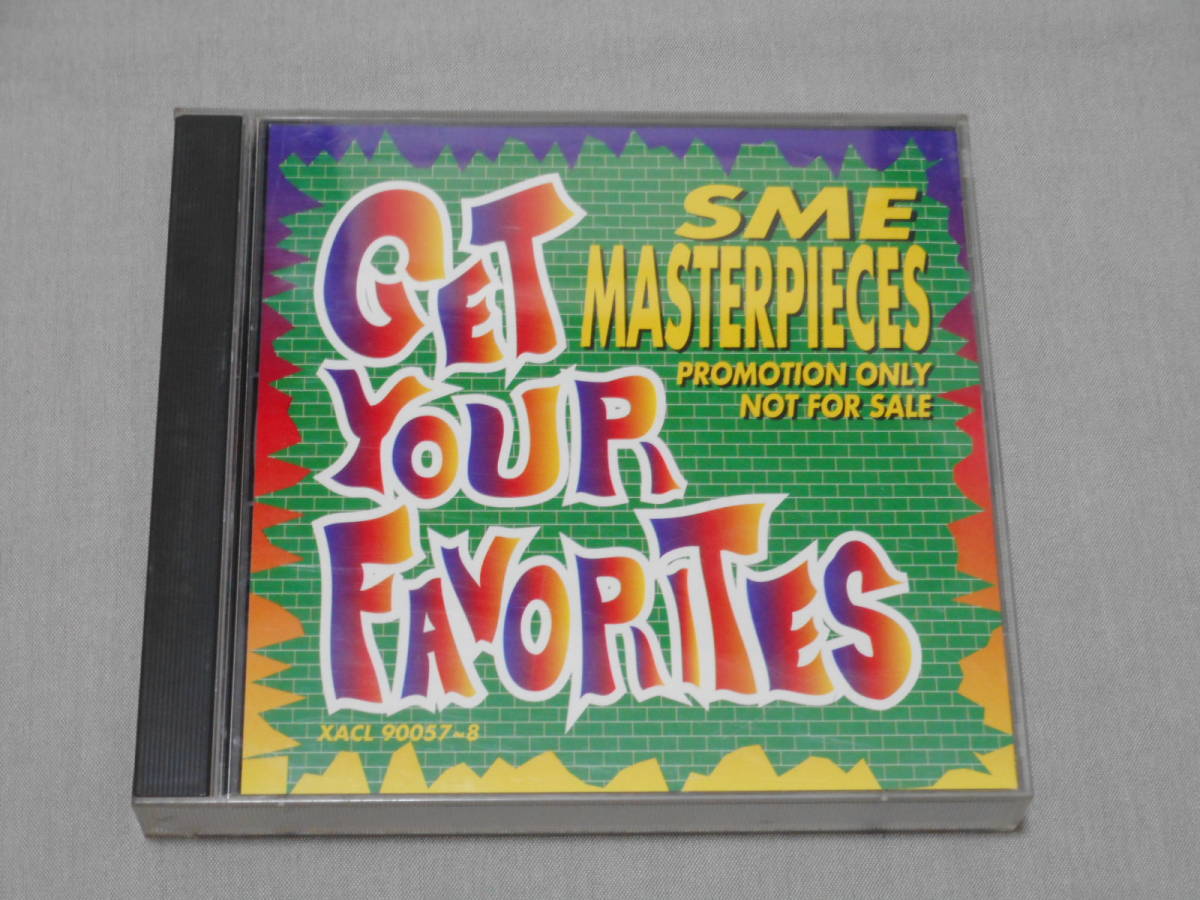 GET
YOUR
FAVORITES
SME
MASTERPIECES
PROMOTION ONLY
NOT FOR SALE
XACL 90057~8